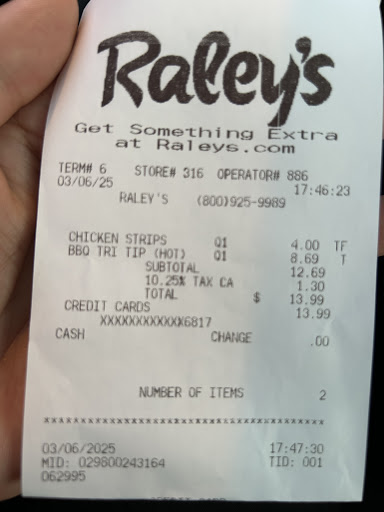 Raley's
Get Something Extra
at Raleys.com
TERM# 6 STORE# 316 OPERATOR# 886
03/06/25 17:46:23
RALEY'S (800)925-9989
CHICKEN STRIPS Q1 4.00 TF
BBQ TRI TIP (HOT) Q1 8.69 T
SUBTOTAL 12.69
10.25% TAX CA 1.30
TOTAL $ 13.99
CREDIT CARDS 13.99
XXXXXXXXXXXX6817
CASH CHANGE .00
NUMBER OF ITEMS 2
03/06/2025 17:47:30
MID: 029800243164 TID: 001
062995